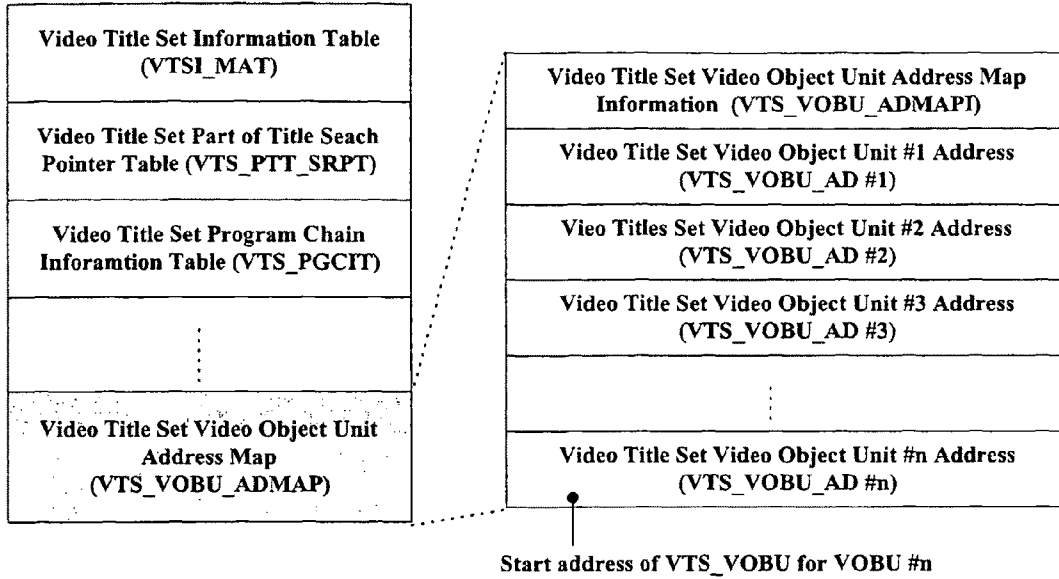 Video Title Set Information Table
(VTSI_MAT)
Video Title Set Part of Title Seach
Pointer Table (VTS_PTT_SRPT)
Video Title Set Program Chain
Inforamtion Table (VTS_PGCIT)
Video Title Set Video Object Unit
Address Map
(VTS_VOBU_ADMAP)
Video Title Set Video Object Unit Address Map
Information (VTS_VOBU_ADMAPI)
Video Title Set Video Object Unit #1 Address
(VTS_VOBU_AD #1)
Vieo Titles Set Video Object Unit #2 Address
(VTS_VOBU_AD #2)
Video Title Set Video Object Unit #3 Address
(VTS_VOBU_AD #3)
Video Title Set Video Object Unit #n Address
(VTS_VOBU_AD #n)
Start address of VTS_VOBU for VOBU #n